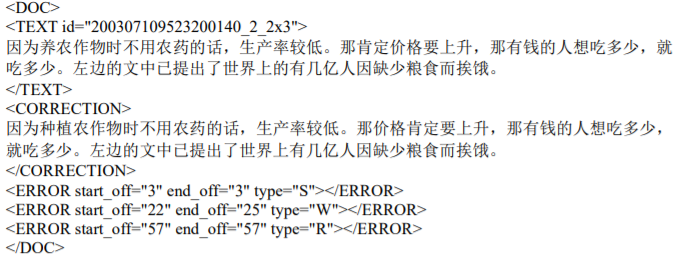 <DOC>
<TEXT id="200307109523200140_2_2x3">
因为养农作物时不用农药的话，生产率较低。那肯定价格要上升，那有钱的人想吃多少，就
吃多少。左边的文中已提出了世界上的有几亿人因缺少粮食而挨饿。
</TEXT>
<CORRECTION>
因为种植农作物时不用农药的话，生产率较低。那价格肯定要上升，那有钱的人想吃多少，
就吃多少。左边的文中已提出了世界上有几亿人因缺少粮食而挨饿。
</CORRECTION>
<ERROR start_off="3" end_off="3" type="S"></ERROR>
<ERROR start_off="22" end_off="25" type="W"></ERROR>
<ERROR start_off="57" end_off="57" type="R"></ERROR>
</DOC>